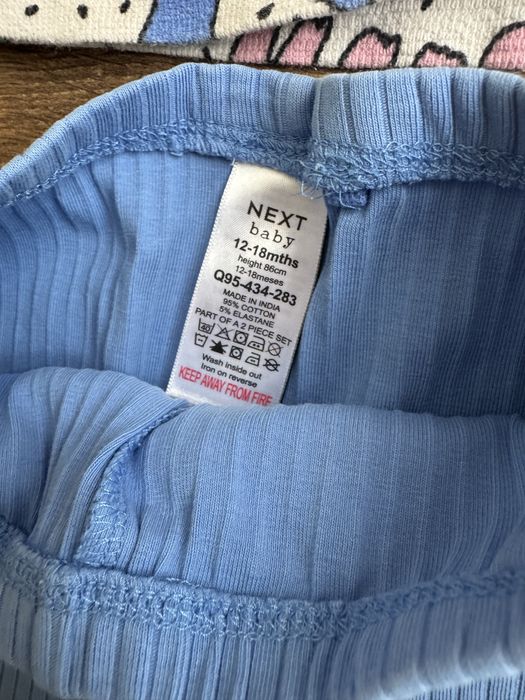 NEXT
baby
12-18mths
height 86cm
12-18meses
Q95-434-283
MADE IN INDIA
95% COTTON
5% ELASTANE
PART OF A 2 PIECE SET
40
Wash inside out
Iron on reverse
KEEP AWAY FROM FIRE